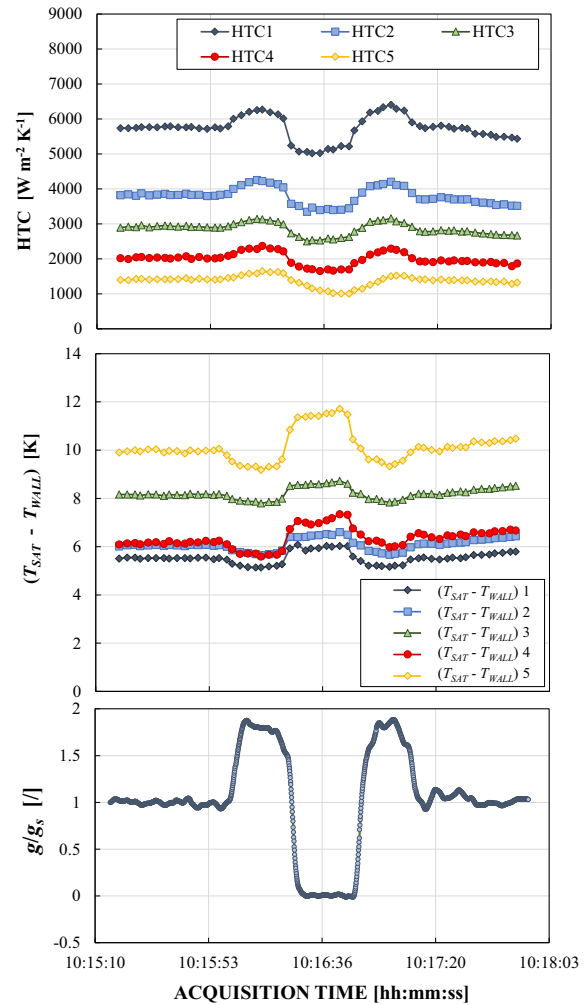 9000
8000
7000
6000
5000
4000
3000
2000
1000
0
HTC [W m⁻² K⁻¹]
HTC1 HTC2 HTC3
HTC4 HTC5
14
12
10
8
6
4
2
0
(T_SAT - T_WALL) [K]
(T_SAT - T_WALL) 1
(T_SAT - T_WALL) 2
(T_SAT - T_WALL) 3
(T_SAT - T_WALL) 4
(T_SAT - T_WALL) 5
2
1.5
1
0.5
0
-0.5
g/g_s [/]
10:15:10 10:15:53 10:16:36 10:17:20 10:18:03
ACQUISITION TIME [hh:mm:ss]